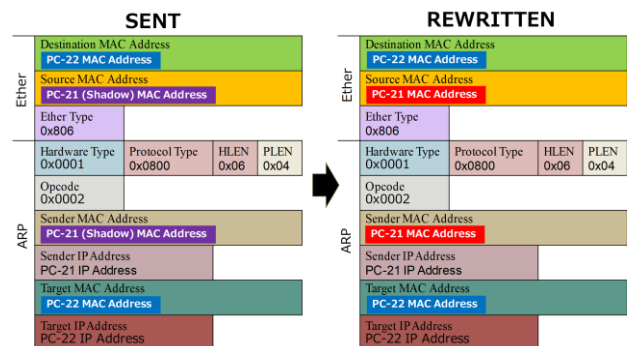 SENT
Ether
Destination MAC Address
PC-22 MAC Address
Source MAC Address
PC-21 (Shadow) MAC Address
Ether Type
0x806
ARP
Hardware Type
0x0001
Protocol Type
0x0800
HLEN
0x06
PLEN
0x04
Opcode
0x0002
Sender MAC Address
PC-21 (Shadow) MAC Address
Sender IP Address
PC-21 IP Address
Target MAC Address
PC-22 MAC Address
Target IP Address
PC-22 IP Address
REWRITTEN
Ether
Destination MAC Address
PC-22 MAC Address
Source MAC Address
PC-21 MAC Address
Ether Type
0x806
ARP
Hardware Type
0x0001
Protocol Type
0x0800
HLEN
0x06
PLEN
0x04
Opcode
0x0002
Sender MAC Address
PC-21 MAC Address
Sender IP Address
PC-21 IP Address
Target MAC Address
PC-22 MAC Address
Target IP Address
PC-22 IP Address